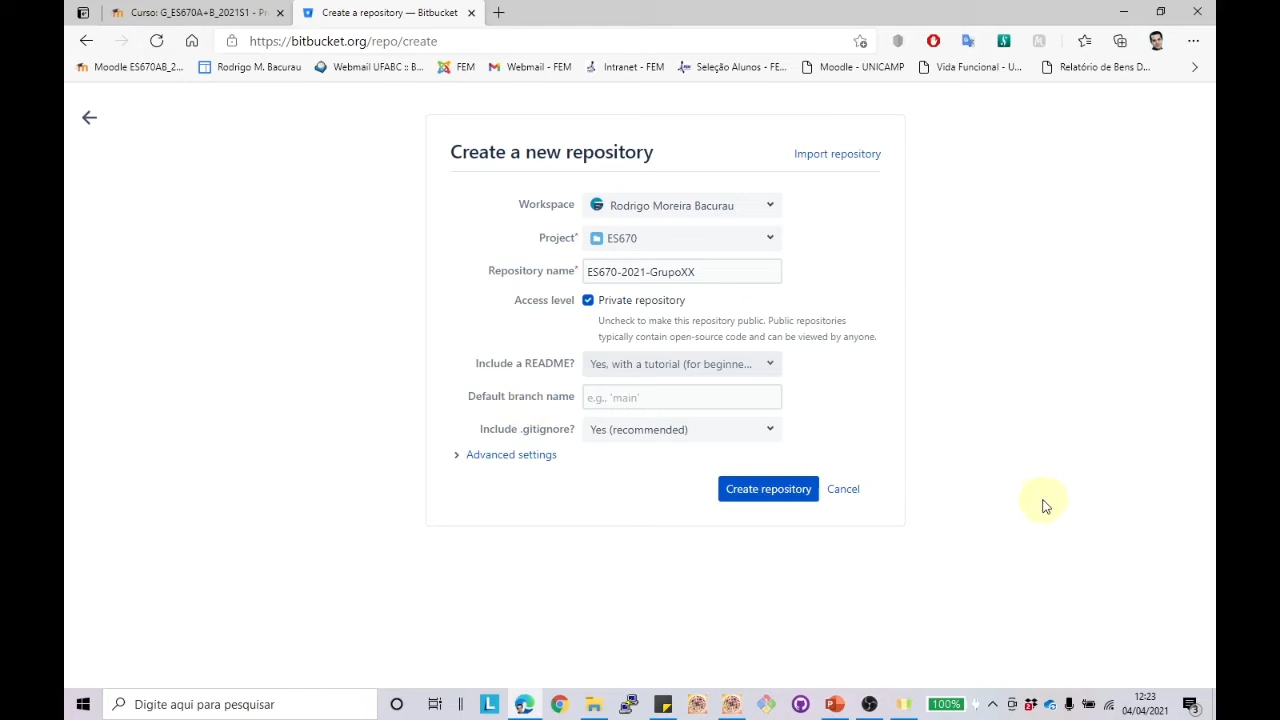 Curso: G_ES670A+B_2021S1 - Pr
Create a repository — Bitbucket
https://bitbucket.org/repo/create
Moodle ES670AB_2...
Rodrigo M. Bacurau
Webmail UFABC :: B...
FEM
Webmail - FEM
Intranet - FEM
Seleção Alunos - FE...
Moodle - UNICAMP
Vida Funcional - U...
Relatório de Bens D...
Create a new repository
Import repository
Workspace
Rodrigo Moreira Bacurau
Project*
ES670
Repository name*
ES670-2021-GrupoXX
Access level
Private repository
Uncheck to make this repository public. Public repositories
typically contain open-source code and can be viewed by anyone.
Include a README?
Yes, with a tutorial (for beginne...
Default branch name
e.g., 'main'
Include .gitignore?
Yes (recommended)
Advanced settings
Create repository
Cancel
Digite aqui para pesquisar
100%
12:23
04/04/2021